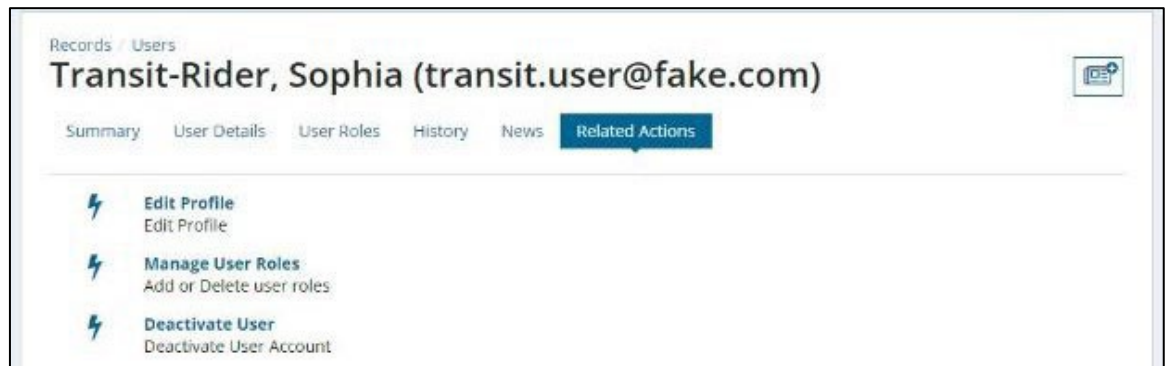 Records / Users
Transit-Rider, Sophia (transit.user@fake.com)
Summary User Details User Roles History News Related Actions
Edit Profile
Edit Profile
Manage User Roles
Add or Delete user roles
Deactivate User
Deactivate User Account